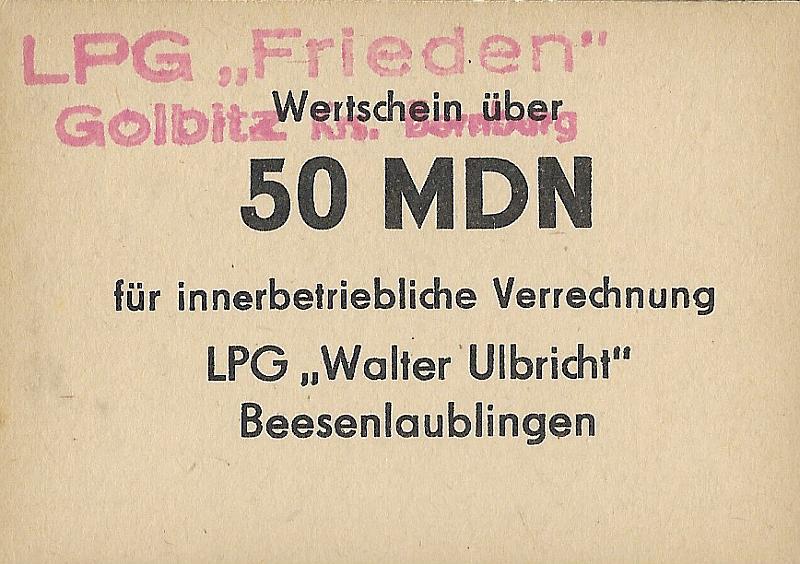 LPG „Frieden“
Wertschein über
Golbitz Krs. Bernburg
50 MDN
für innerbetriebliche Verrechnung
LPG „Walter Ulbricht“
Beesenlaublingen